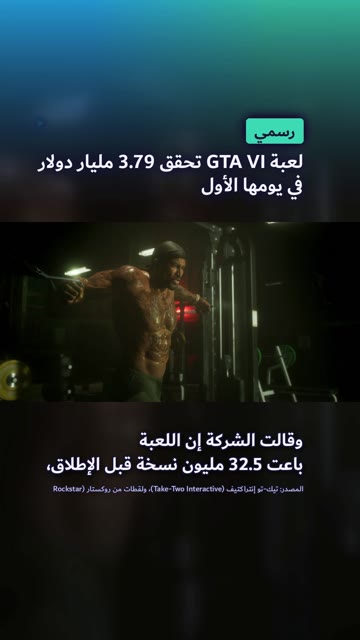 رسمي
لعبة GTA VI تحقق 3.79 مليار دولار
في يومها الأول
وقالت الشركة إن اللعبة
باعت 32.5 مليون نسخة قبل الإطلاق،
المصدر: تيك-تو إنتراكتيف (Take-Two Interactive)، ولقطات من روكستار (Rockstar